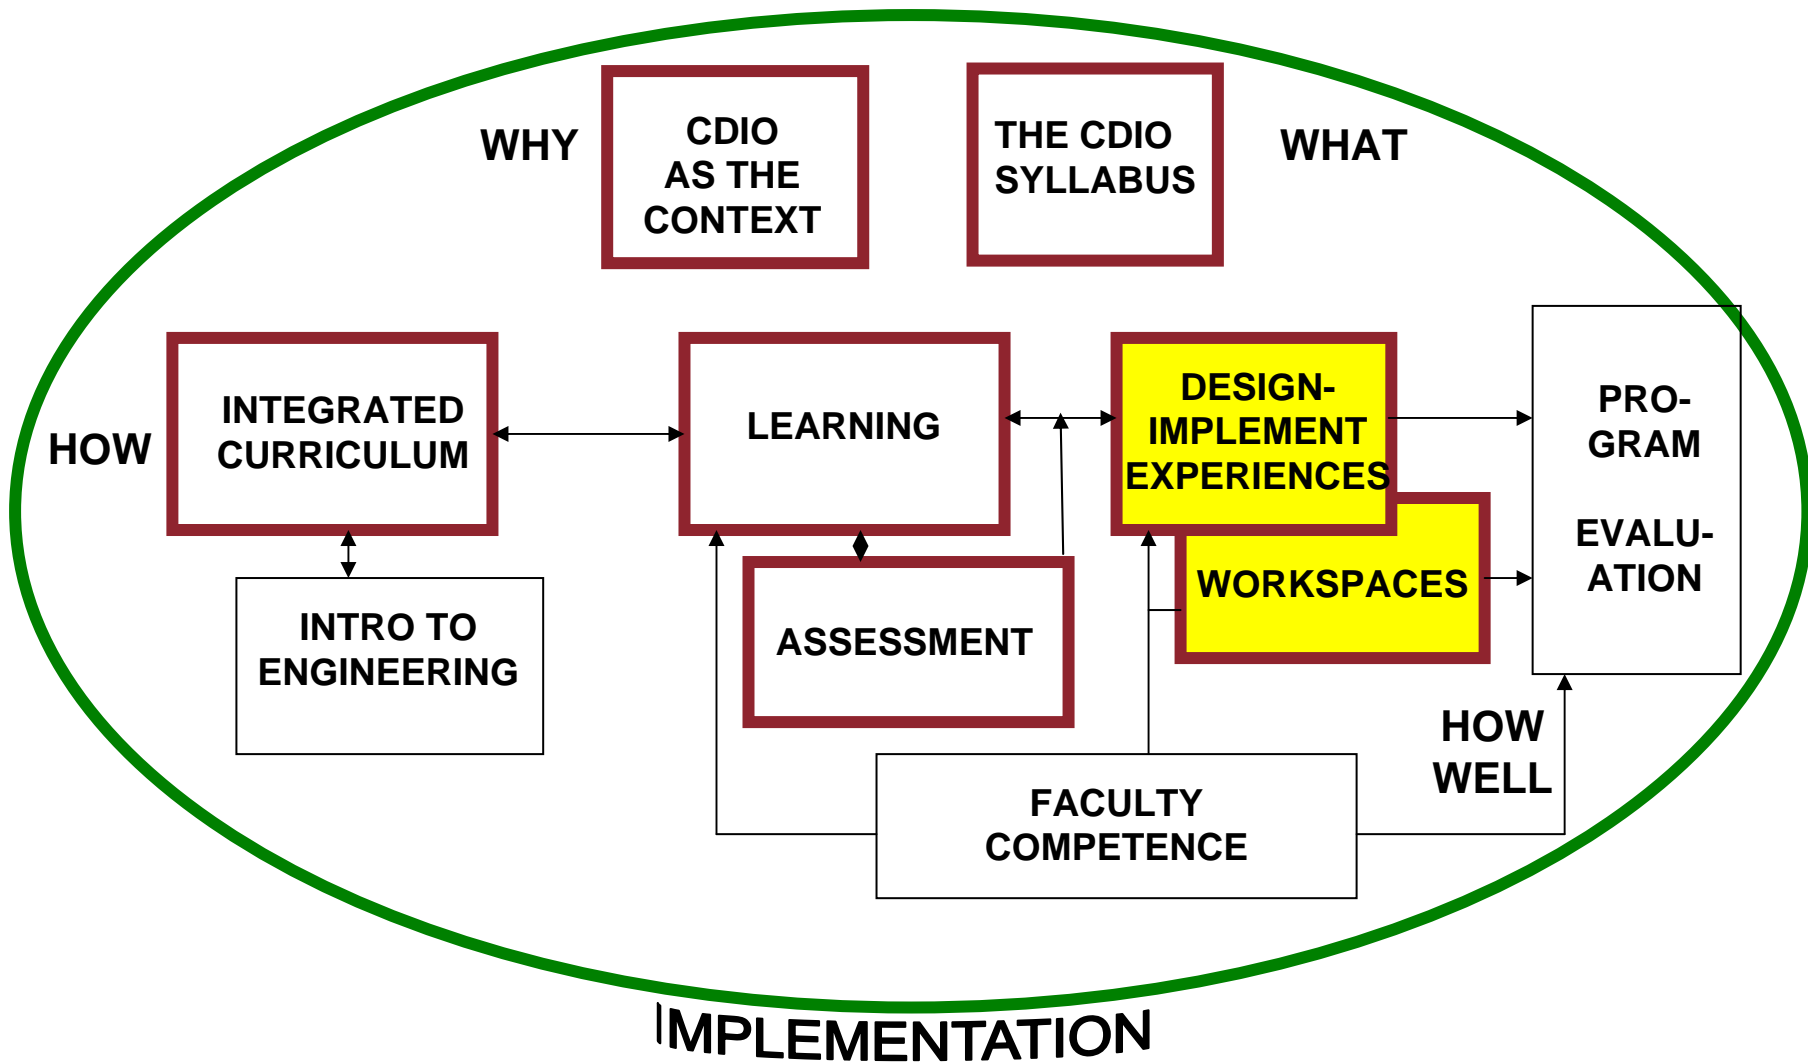 WHY
CDIO
AS THE
CONTEXT
THE CDIO
SYLLABUS
WHAT
HOW
INTEGRATED
CURRICULUM
LEARNING
DESIGN-
IMPLEMENT
EXPERIENCES
PRO-
GRAM
EVALU-
ATION
WORKSPACES
INTRO TO
ENGINEERING
ASSESSMENT
HOW
WELL
FACULTY
COMPETENCE
IMPLEMENTATION